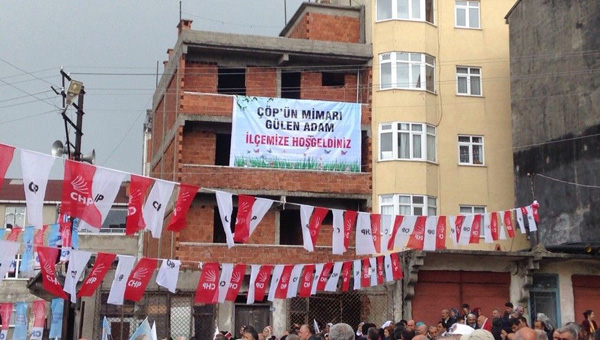 ÇÖP'ÜN MİMARI
GÜLEN ADAM
İLÇEMİZE HOŞGELDİNİZ
CHP
CHP
CHP
CHP